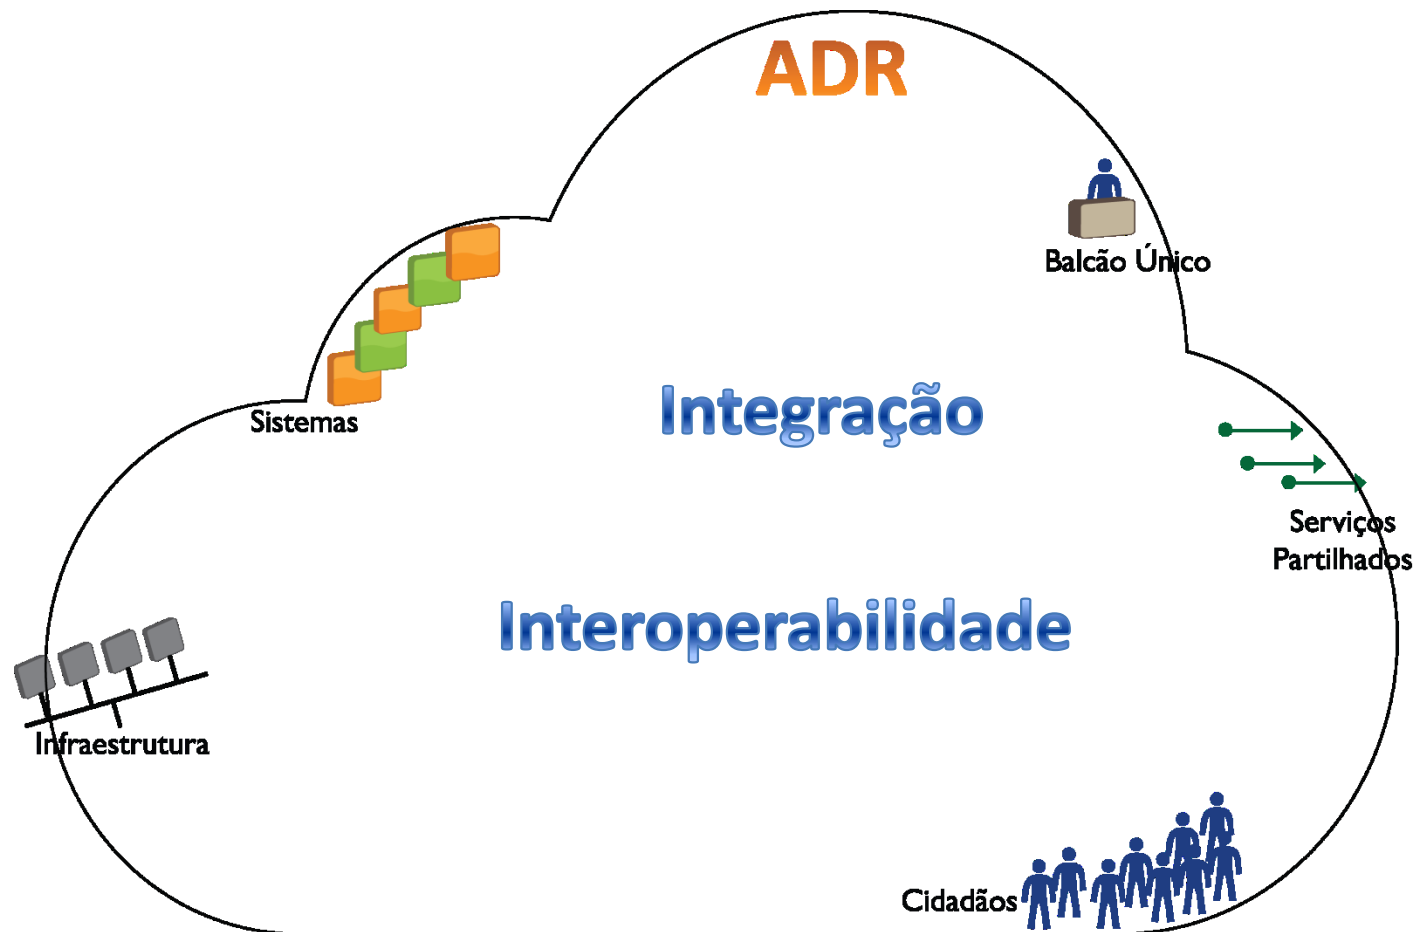 ADR
Balcão Único
Sistemas
Integração
Serviços
Partilhados
Interoperabilidade
Infraestrutura
Cidadãos